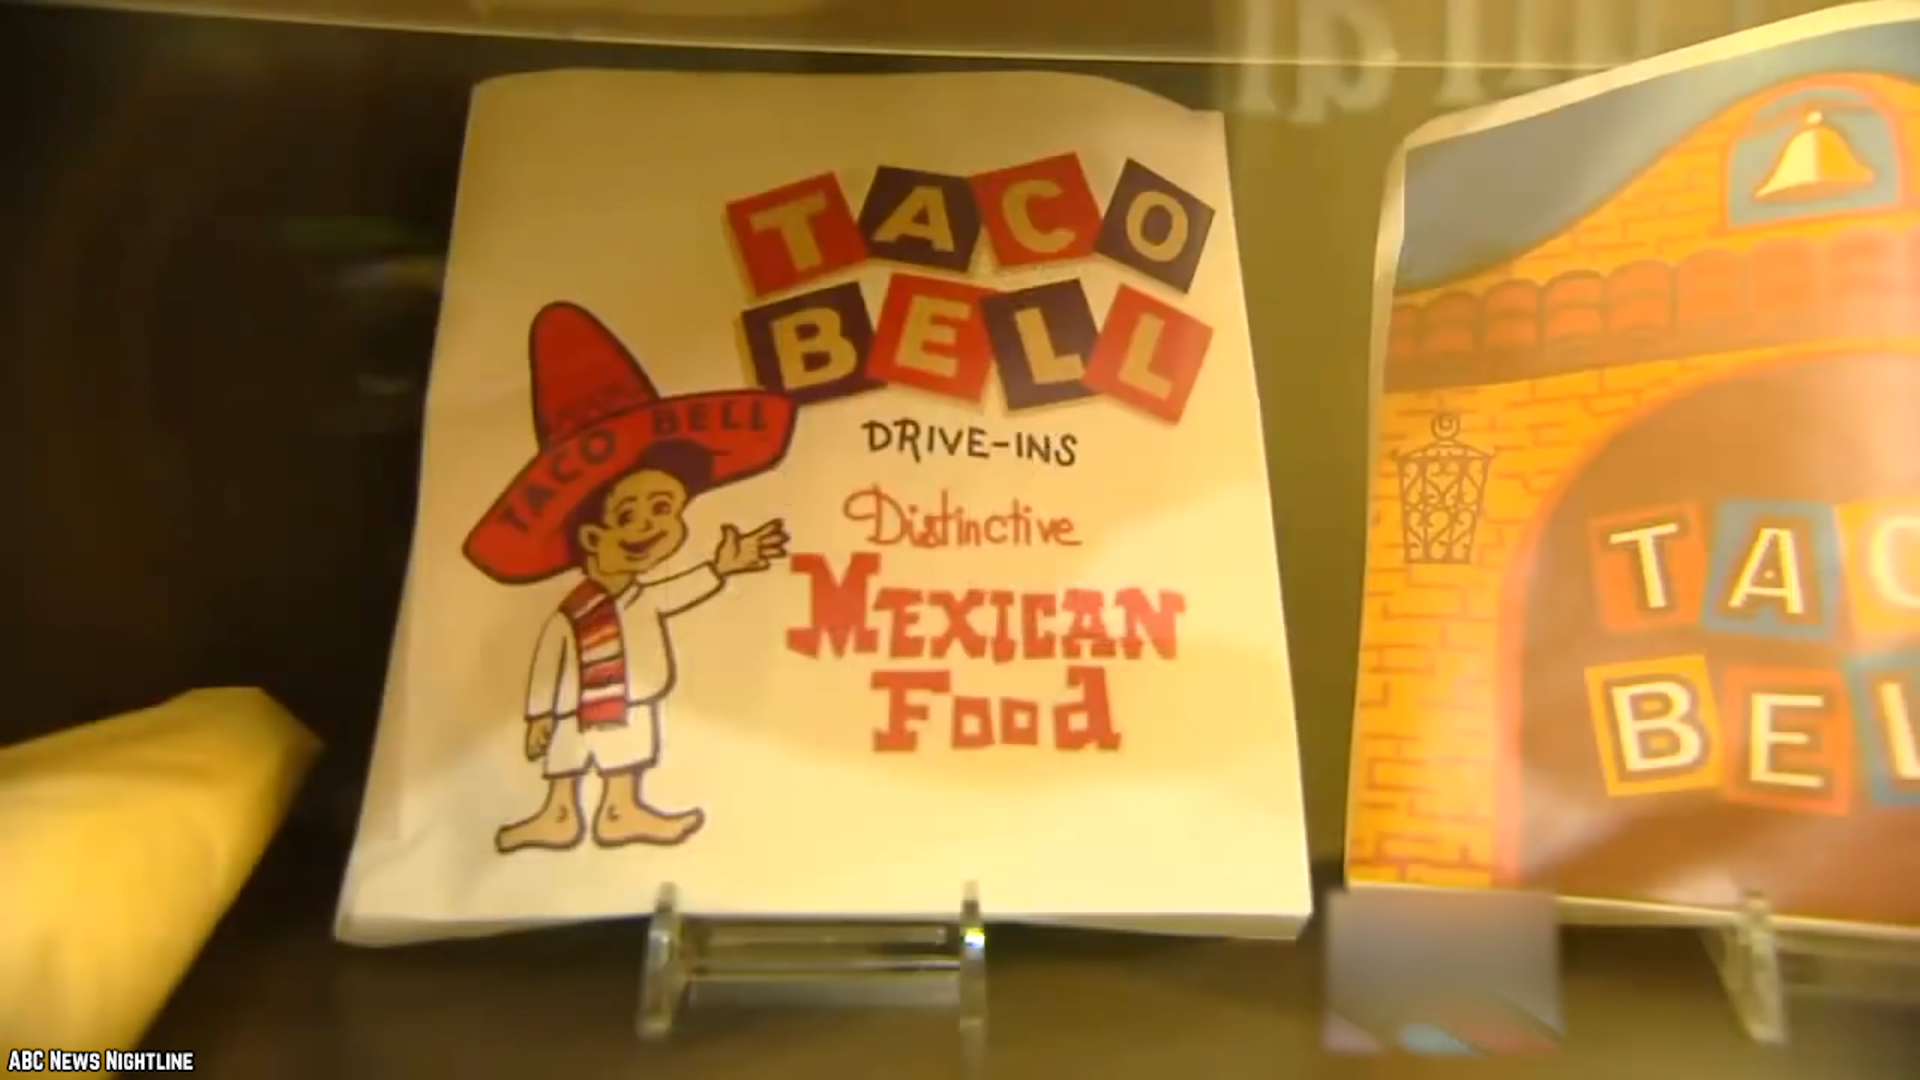 TACO
BELL
DRIVE-INS
Distinctive
MEXICAN
Food
TACO BELL
TAC
BEL
ABC NEWS NIGHTLINE